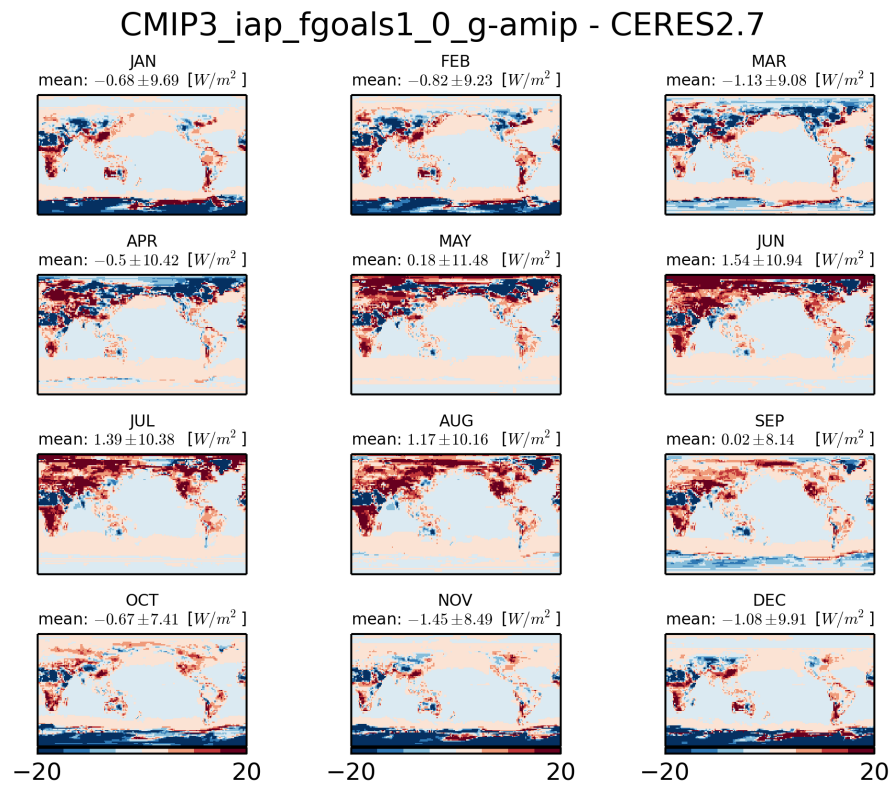 CMIP3_iap_fgoals1_0_g-amip - CERES2.7
JAN
mean: −0.68±9.69 [W/m²]
FEB
mean: −0.82±9.23 [W/m²]
MAR
mean: −1.13±9.08 [W/m²]
APR
mean: −0.5±10.42 [W/m²]
MAY
mean: 0.18±11.48 [W/m²]
JUN
mean: 1.54±10.94 [W/m²]
JUL
mean: 1.39±10.38 [W/m²]
AUG
mean: 1.17±10.16 [W/m²]
SEP
mean: 0.02±8.14 [W/m²]
OCT
mean: −0.67±7.41 [W/m²]
NOV
mean: −1.45±8.49 [W/m²]
DEC
mean: −1.08±9.91 [W/m²]
−20 20
−20 20
−20 20